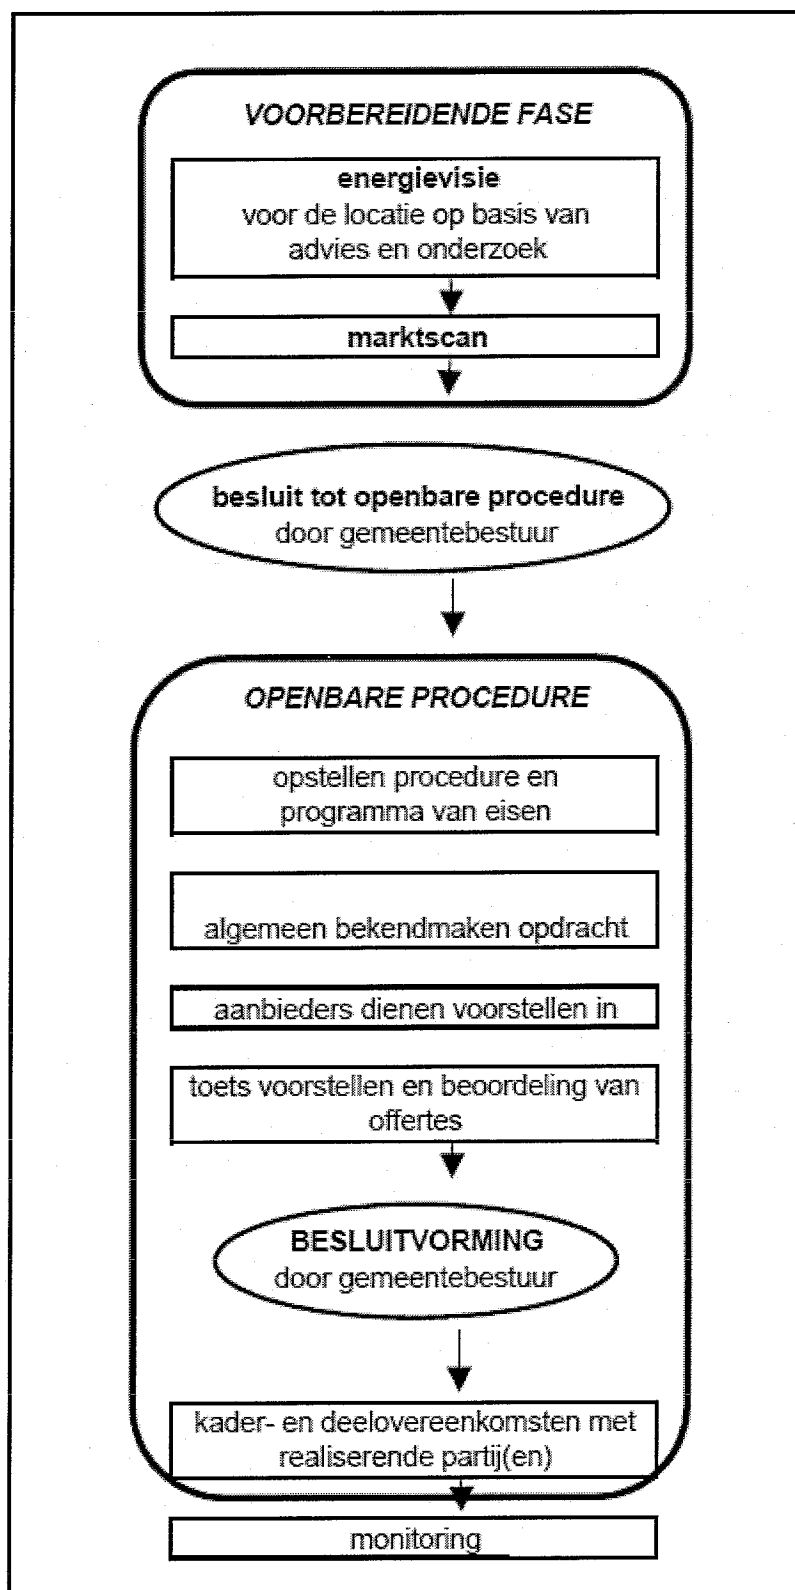 VOORBEREIDENDE FASE
energievisie
voor de locatie op basis van
advies en onderzoek
marktscan
besluit tot openbare procedure
door gemeentebestuur
OPENBARE PROCEDURE
opstellen procedure en
programma van eisen
algemeen bekendmaken opdracht
aanbieders dienen voorstellen in
toets voorstellen en beoordeling van
offertes
BESLUITVORMING
door gemeentebestuur
kader- en deelovereenkomsten met
realiserende partij(en)
monitoring